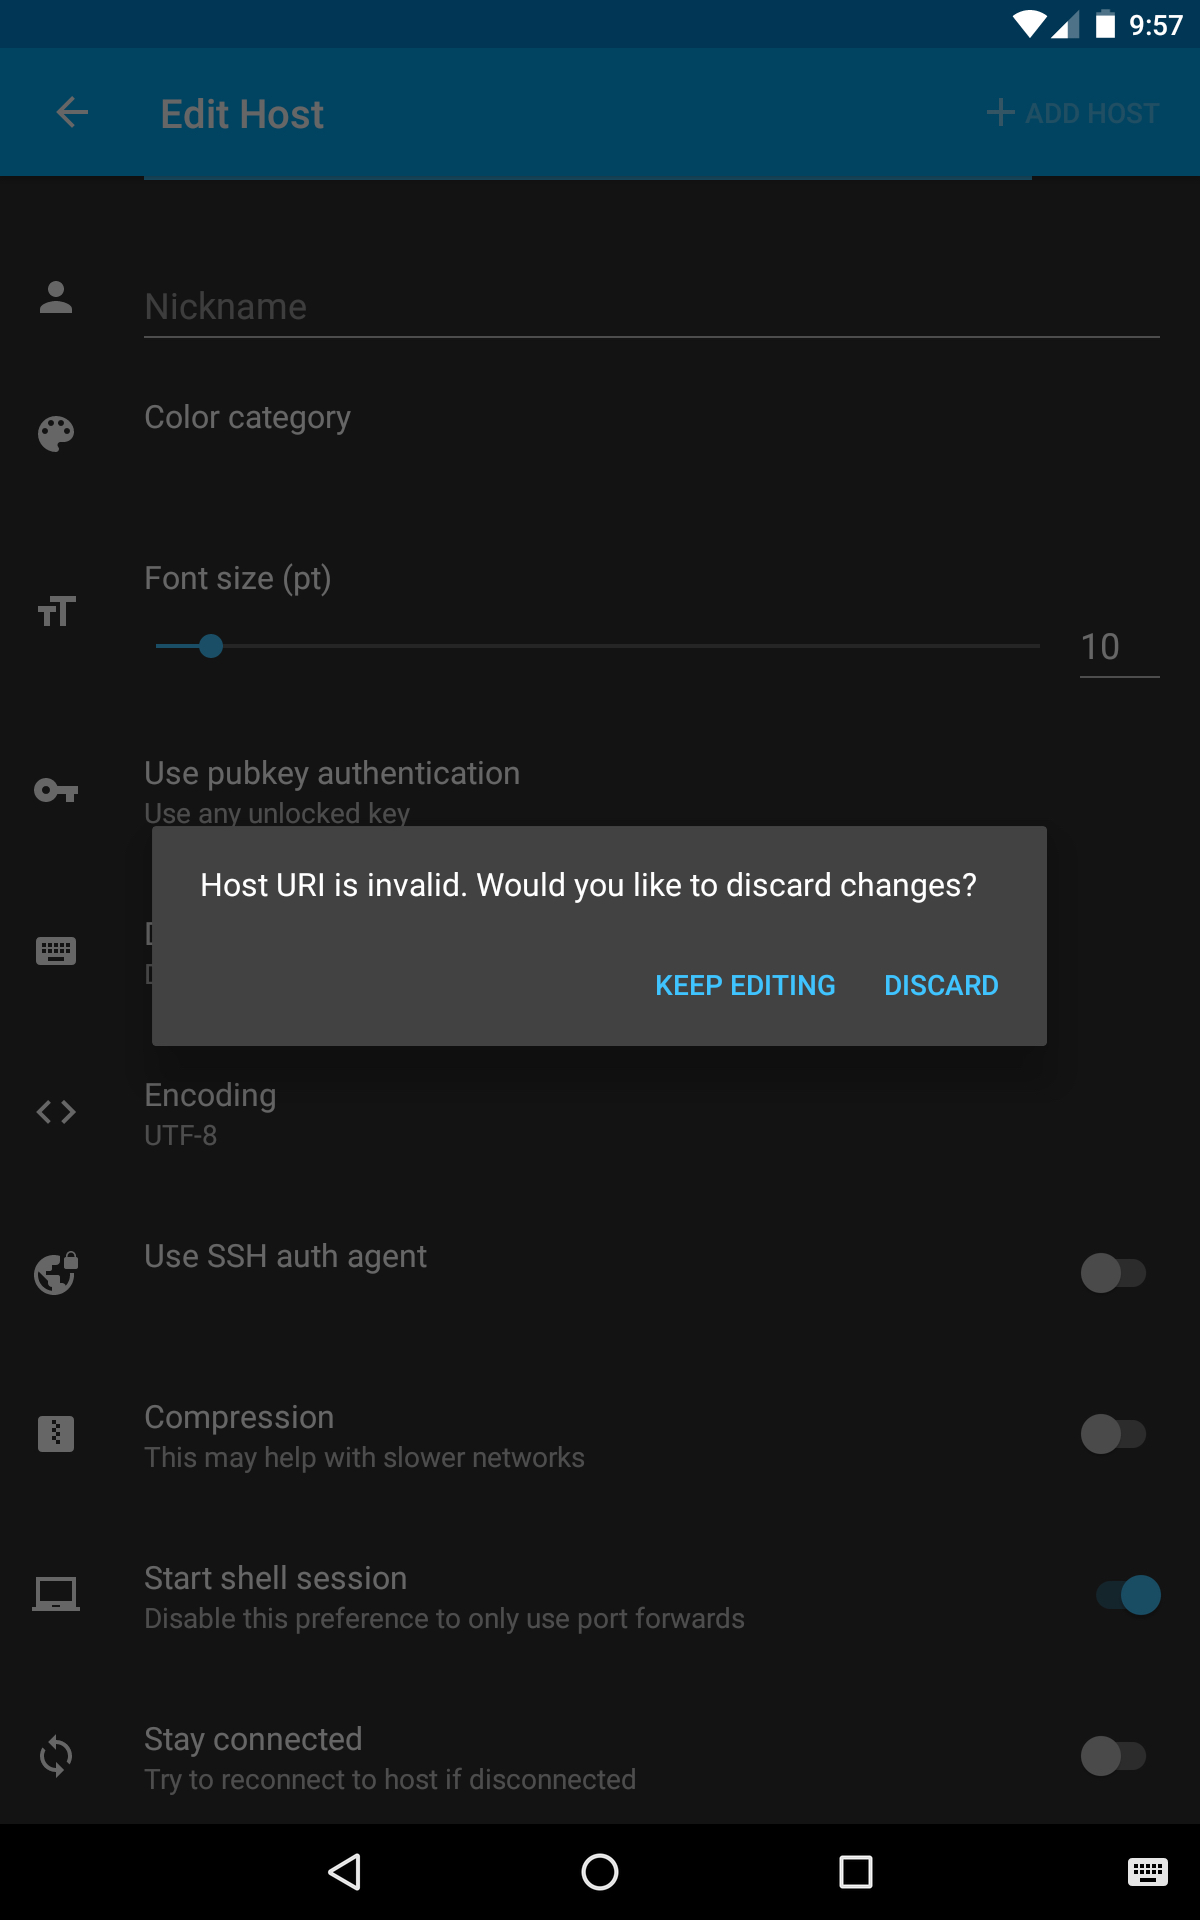 9:57
Edit Host
ADD HOST
Nickname
Color category
Font size (pt)
10
Use pubkey authentication
Use any unlocked key
Host URI is invalid. Would you like to discard changes?
KEEP EDITING DISCARD
Encoding
UTF-8
Use SSH auth agent
Compression
This may help with slower networks
Start shell session
Disable this preference to only use port forwards
Stay connected
Try to reconnect to host if disconnected